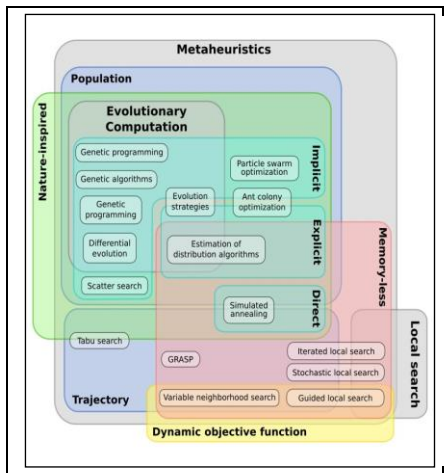 Metaheuristics
Population
Nature-inspired
Evolutionary
Computation
Genetic programming
Genetic algorithms
Genetic
programming
Differential
evolution
Scatter search
Evolution
strategies
Particle swarm
optimization
Ant colony
optimization
Implicit
Estimation of
distribution algorithms
Explicit
Simulated
annealing
Direct
Memory-less
Local search
Tabu search
GRASP
Iterated local search
Stochastic local search
Trajectory
Variable neighborhood search
Guided local search
Dynamic objective function